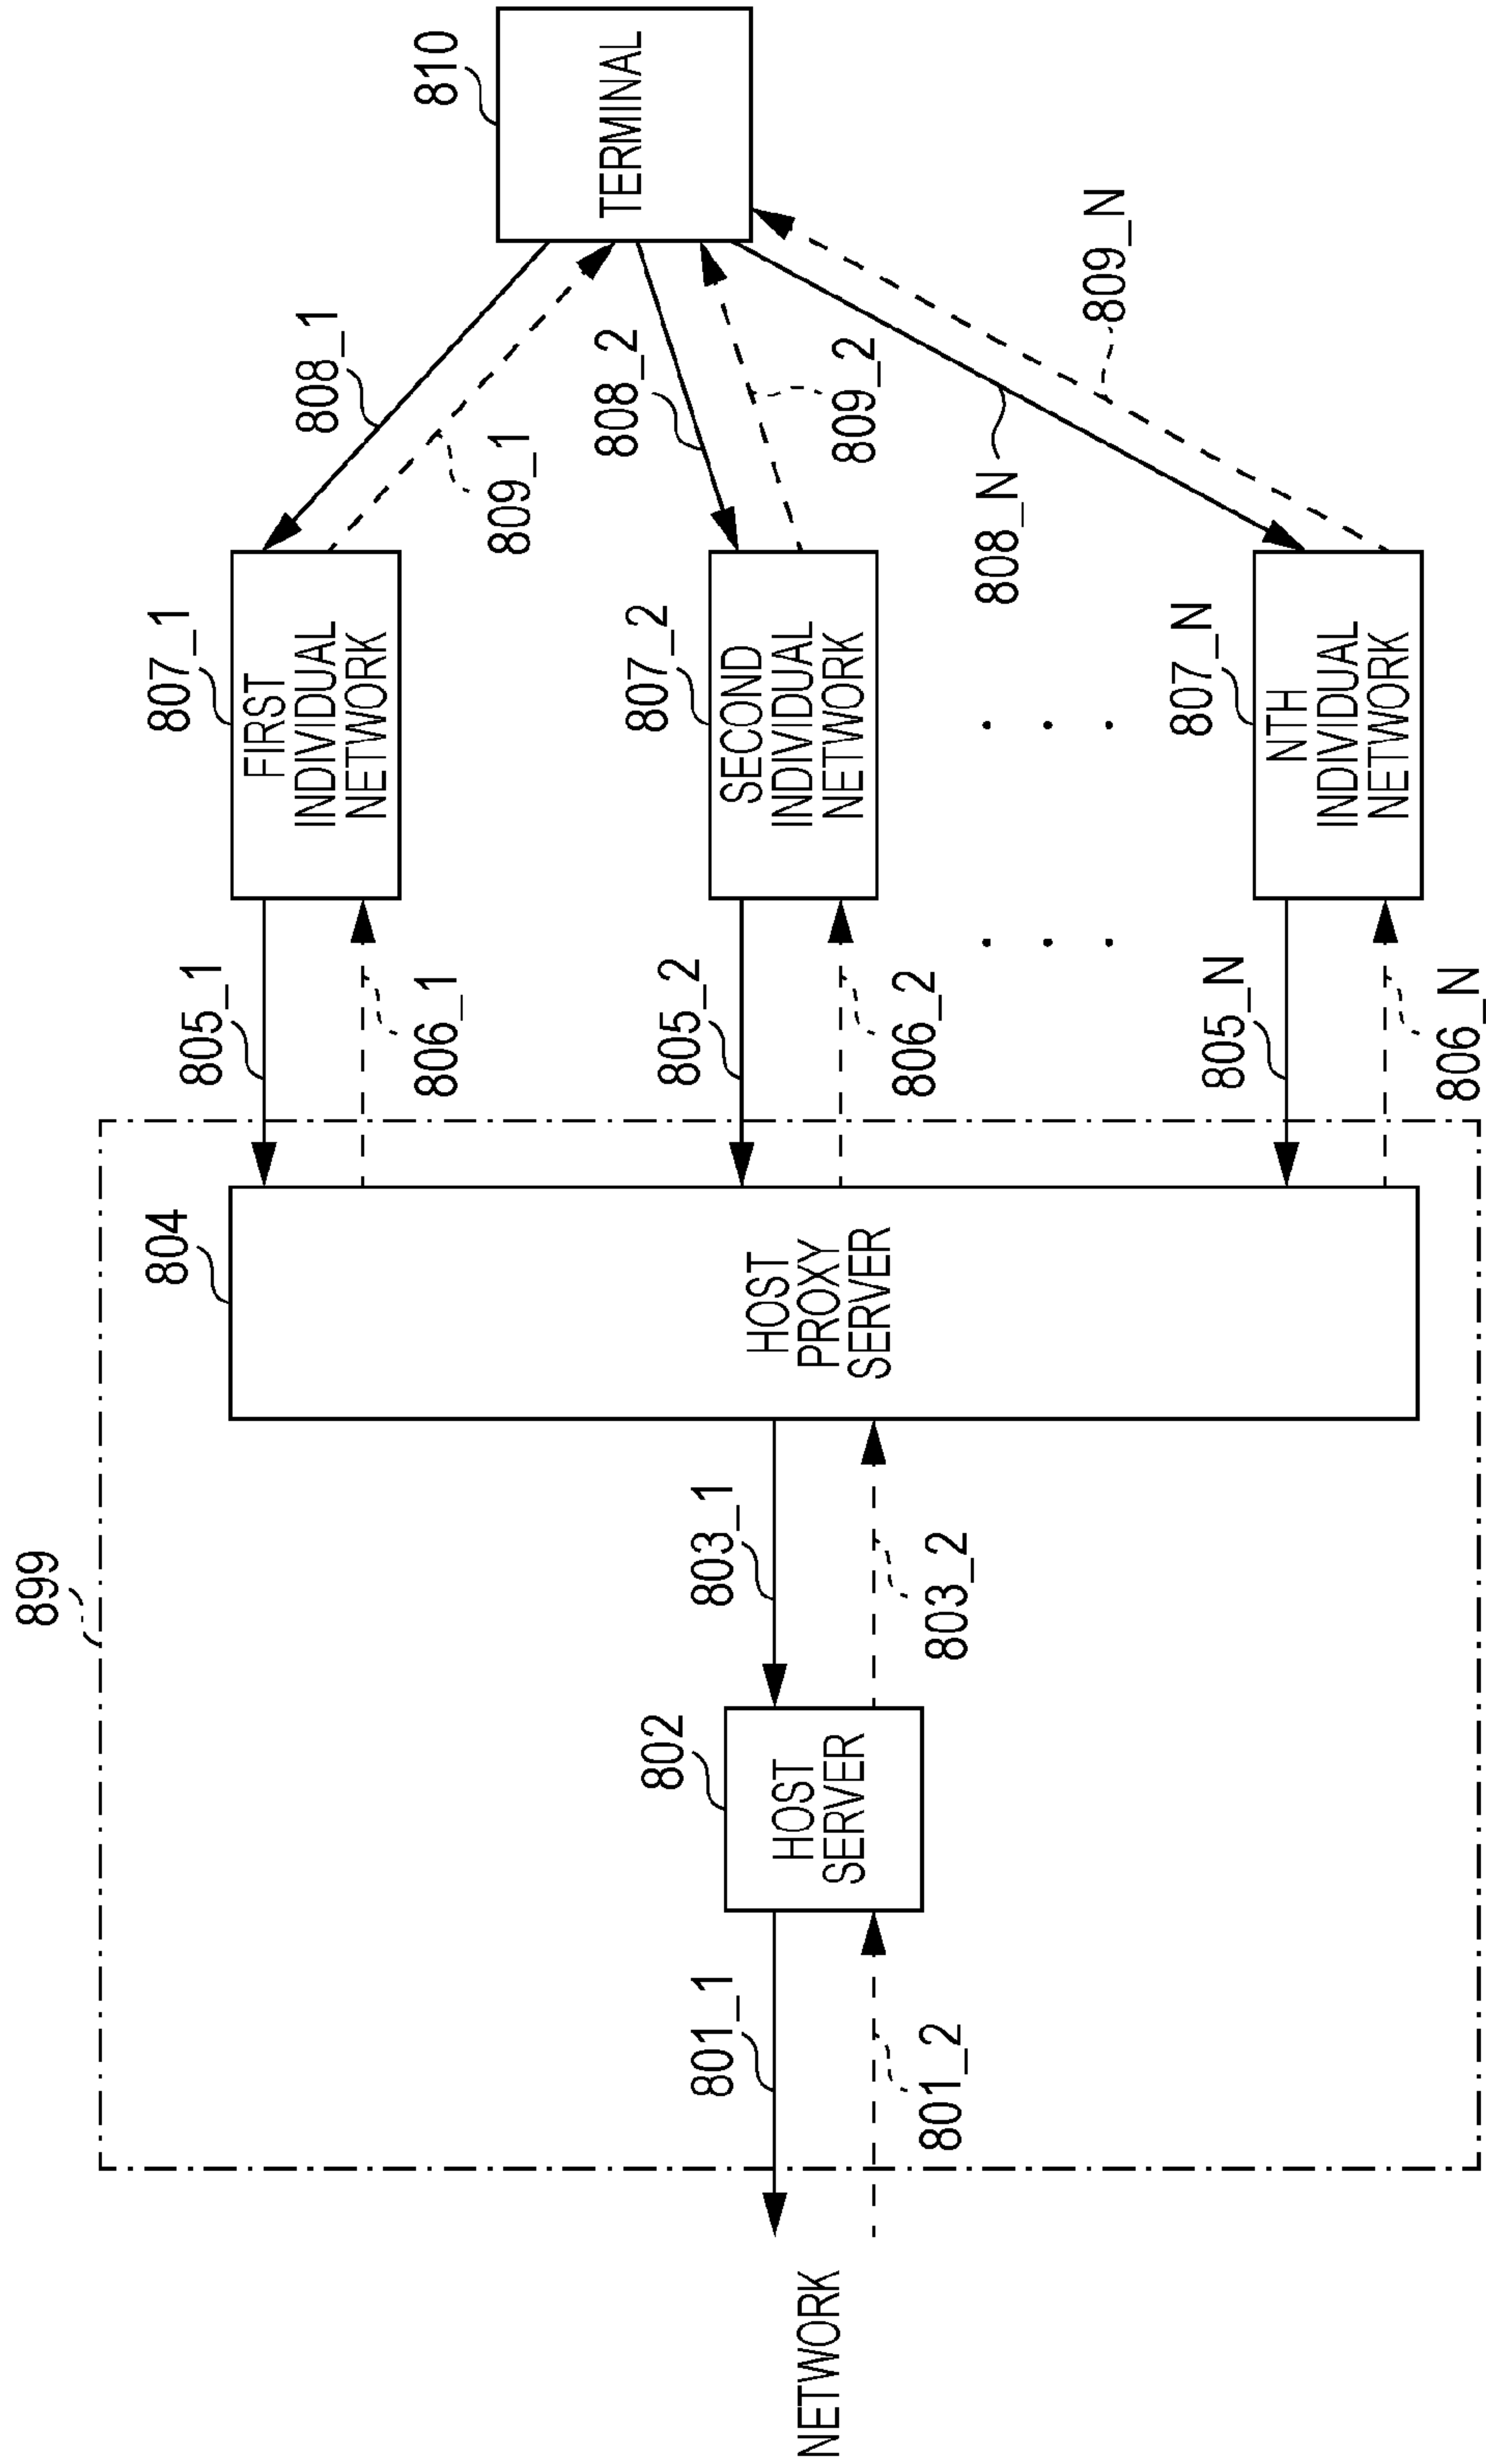 899
NETWORK
801_1
801_2
802
HOST
SERVER
803_1
803_2
804
HOST
PROXY
SERVER
805_1
806_1
805_2
806_2
805_N
806_N
807_1
FIRST
INDIVIDUAL
NETWORK
807_2
SECOND
INDIVIDUAL
NETWORK
. . .
. . .
807_N
NTH
INDIVIDUAL
NETWORK
808_1
809_1
808_2
809_2
808_N
809_N
810
TERMINAL